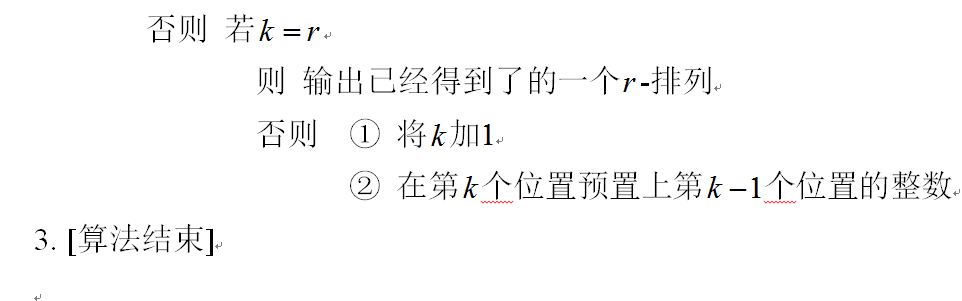 否则 若k=r
则 输出已经得到了的一个r-排列
否则 ① 将k加1
② 在第k个位置预置上第k−1个位置的整数
3. [算法结束]